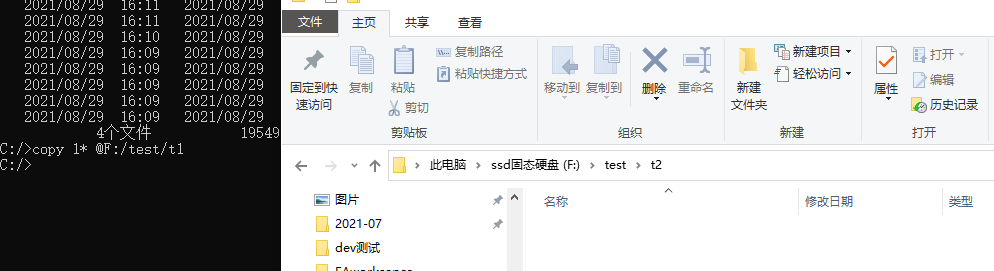 2021/08/29 16:11 2021/08/29
2021/08/29 16:11 2021/08/29
2021/08/29 16:10 2021/08/29
2021/08/29 16:09 2021/08/29
2021/08/29 16:09 2021/08/29
2021/08/29 16:09 2021/08/29
2021/08/29 16:09 2021/08/29
2021/08/29 16:09 2021/08/29
4个文件 19549
C:/>copy 1* @F:/test/t1
C:/>
文件 主页 共享 查看
固定到快速访问
复制
粘贴
复制路径
粘贴快捷方式
剪切
剪贴板
移动到
复制到
删除
重命名
组织
新建
文件夹
新建项目
轻松访问
新建
属性
打开
编辑
历史记录
打开
此电脑 ssd固态硬盘 (F:) test t2
图片
2021-07
dev测试
名称 修改日期 类型